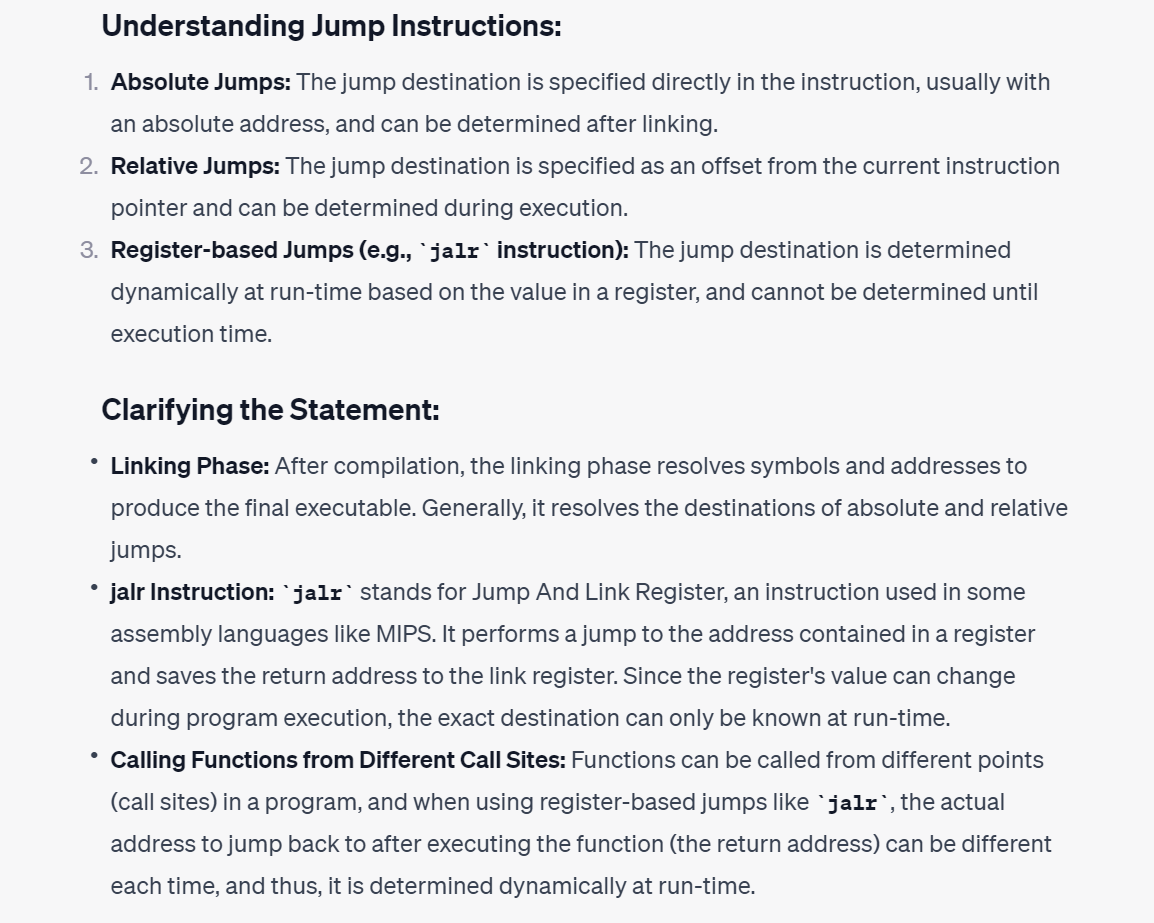 Understanding Jump Instructions:
1. Absolute Jumps: The jump destination is specified directly in the instruction, usually with
an absolute address, and can be determined after linking.
2. Relative Jumps: The jump destination is specified as an offset from the current instruction
pointer and can be determined during execution.
3. Register-based Jumps (e.g., `jalr` instruction): The jump destination is determined
dynamically at run-time based on the value in a register, and cannot be determined until
execution time.
Clarifying the Statement:
• Linking Phase: After compilation, the linking phase resolves symbols and addresses to
produce the final executable. Generally, it resolves the destinations of absolute and relative
jumps.
• jalr Instruction: `jalr` stands for Jump And Link Register, an instruction used in some
assembly languages like MIPS. It performs a jump to the address contained in a register
and saves the return address to the link register. Since the register's value can change
during program execution, the exact destination can only be known at run-time.
• Calling Functions from Different Call Sites: Functions can be called from different points
(call sites) in a program, and when using register-based jumps like `jalr`, the actual
address to jump back to after executing the function (the return address) can be different
each time, and thus, it is determined dynamically at run-time.